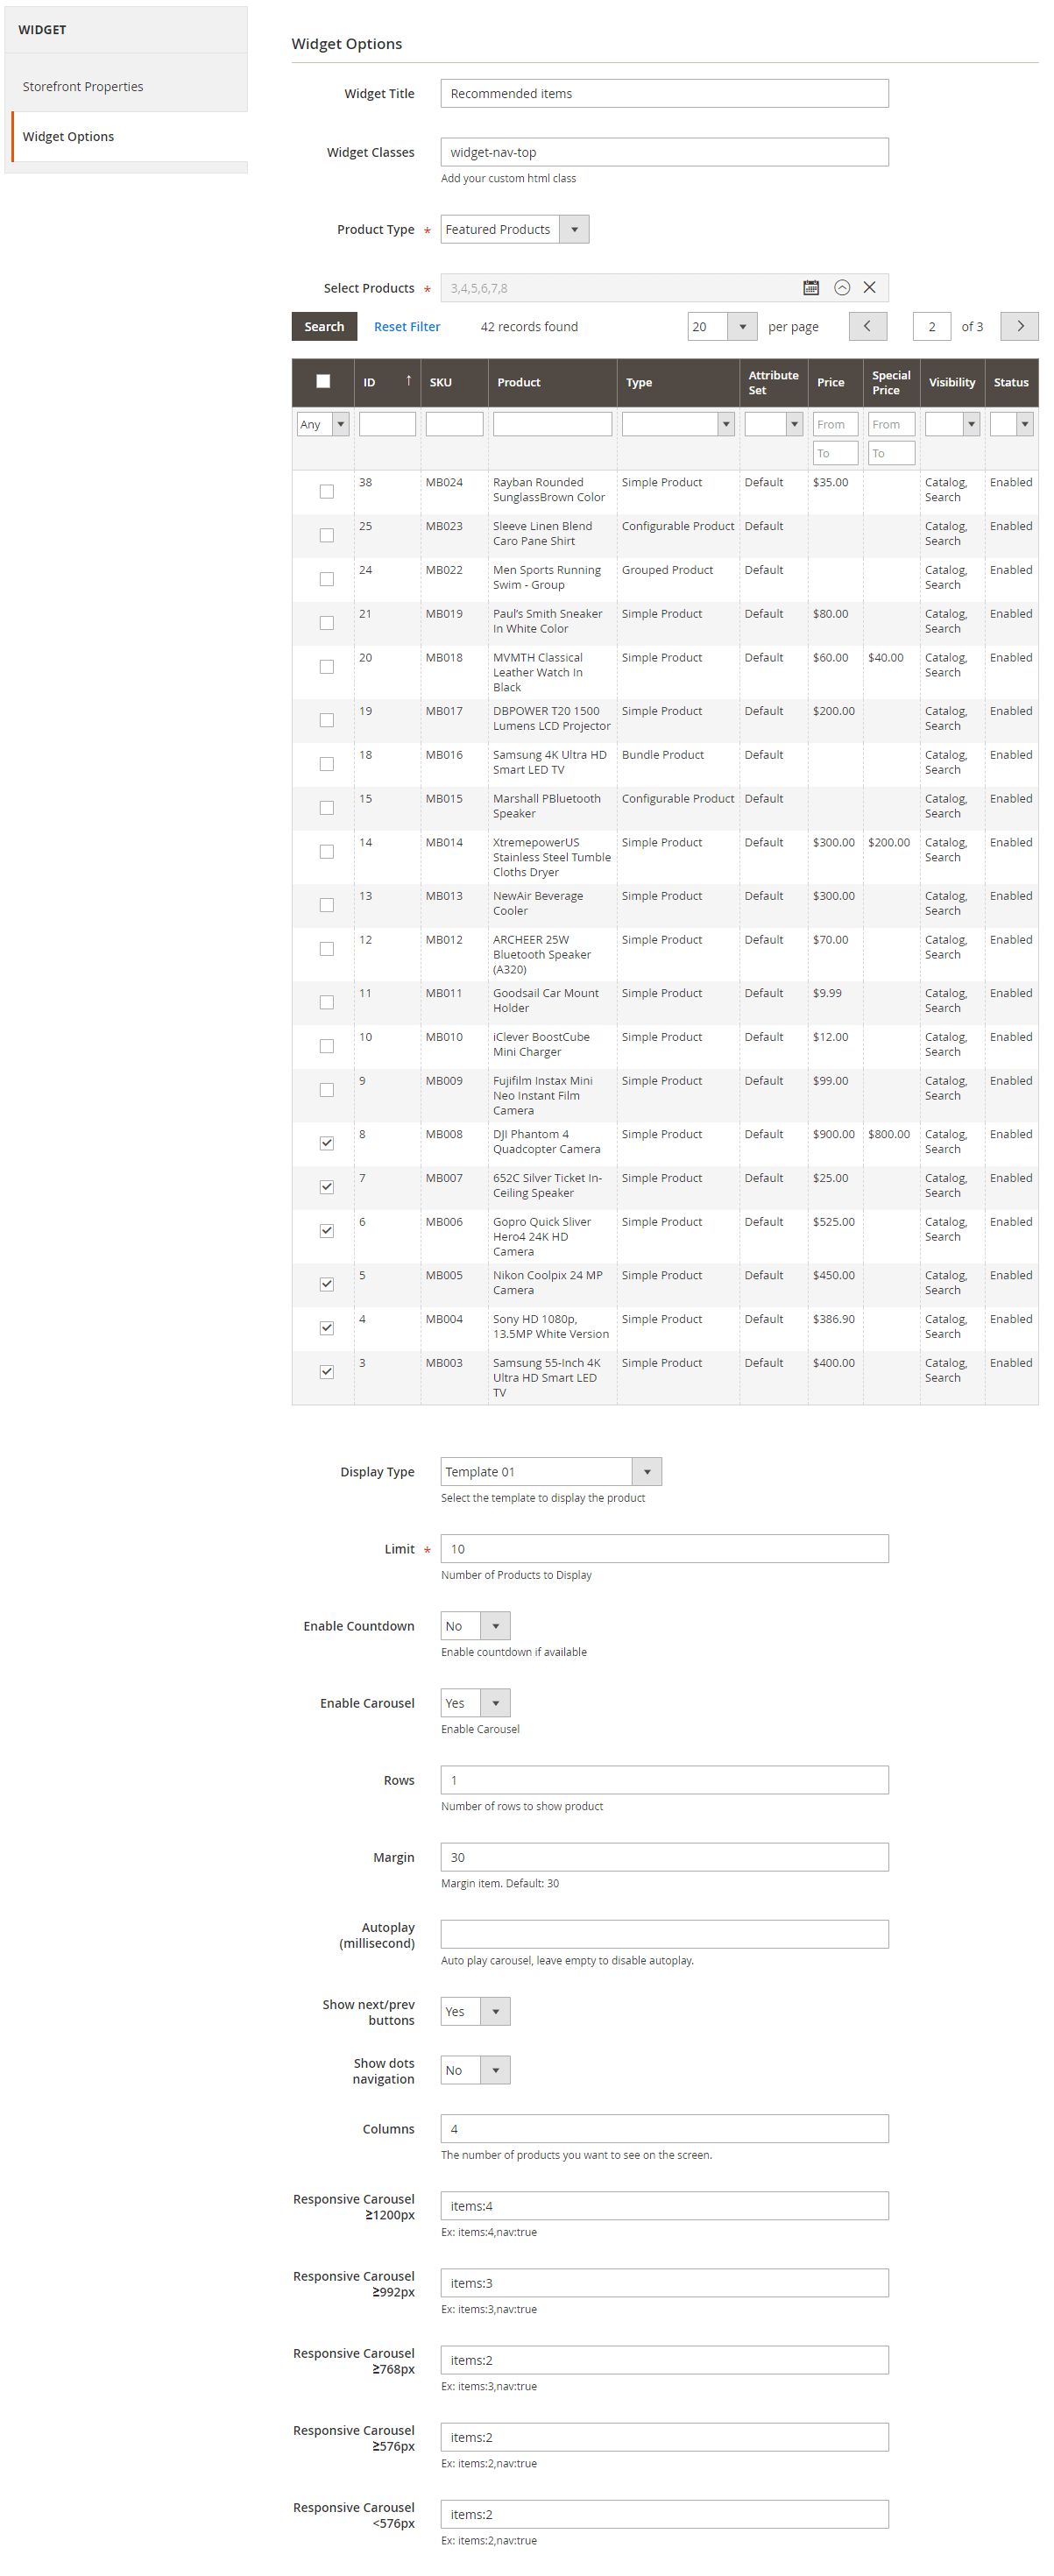 WIDGET
Storefront Properties
Widget Options
Widget Options
Widget Title
Recommended items
Widget Classes
widget-nav-top
Add your custom html class
Product Type *
Featured Products
Select Products *
3,4,5,6,7,8
Search Reset Filter 42 records found 20 per page 2 of 3
ID ↑ SKU Product Type Attribute Set Price Special Price Visibility Status
Any From From
To To
38 MB024 Rayban Rounded SunglassBrown Color Simple Product Default $35.00 Catalog, Search Enabled
25 MB023 Sleeve Linen Blend Caro Pane Shirt Configurable Product Default Catalog, Search Enabled
24 MB022 Men Sports Running Swim - Group Grouped Product Default Catalog, Search Enabled
21 MB019 Paul's Smith Sneaker In White Color Simple Product Default $80.00 Catalog, Search Enabled
20 MB018 MVMTH Classical Leather Watch In Black Simple Product Default $60.00 $40.00 Catalog, Search Enabled
19 MB017 DBPOWER T20 1500 Lumens LCD Projector Simple Product Default $200.00 Catalog, Search Enabled
18 MB016 Samsung 4K Ultra HD Smart LED TV Bundle Product Default Catalog, Search Enabled
15 MB015 Marshall PBluetooth Speaker Configurable Product Default Catalog, Search Enabled
14 MB014 XtremepowerUS Stainless Steel Tumble Cloths Dryer Simple Product Default $300.00 $200.00 Catalog, Search Enabled
13 MB013 NewAir Beverage Cooler Simple Product Default $300.00 Catalog, Search Enabled
12 MB012 ARCHEER 25W Bluetooth Speaker (A320) Simple Product Default $70.00 Catalog, Search Enabled
11 MB011 Goodsail Car Mount Holder Simple Product Default $9.99 Catalog, Search Enabled
10 MB010 iClever BoostCube Mini Charger Simple Product Default $12.00 Catalog, Search Enabled
9 MB009 Fujifilm Instax Mini Neo Instant Film Camera Simple Product Default $99.00 Catalog, Search Enabled
8 MB008 DJI Phantom 4 Quadcopter Camera Simple Product Default $900.00 $800.00 Catalog, Search Enabled
7 MB007 652C Silver Ticket In-Ceiling Speaker Simple Product Default $25.00 Catalog, Search Enabled
6 MB006 Gopro Quick Sliver Hero4 24K HD Camera Simple Product Default $525.00 Catalog, Search Enabled
5 MB005 Nikon Coolpix 24 MP Camera Simple Product Default $450.00 Catalog, Search Enabled
4 MB004 Sony HD 1080p, 13.5MP White Version Simple Product Default $386.90 Catalog, Search Enabled
3 MB003 Samsung 55-Inch 4K Ultra HD Smart LED TV Simple Product Default $400.00 Catalog, Search Enabled
Display Type
Template 01
Select the template to display the product
Limit *
10
Number of Products to Display
Enable Countdown
No
Enable countdown if available
Enable Carousel
Yes
Enable Carousel
Rows
1
Number of rows to show product
Margin
30
Margin item. Default: 30
Autoplay
(millisecond)
Auto play carousel, leave empty to disable autoplay.
Show next/prev
buttons
Yes
Show dots
navigation
No
Columns
4
The number of products you want to see on the screen.
Responsive Carousel
≥1200px
items:4
Ex: items:4,nav:true
Responsive Carousel
≥992px
items:3
Ex: items:3,nav:true
Responsive Carousel
≥768px
items:2
Ex: items:3,nav:true
Responsive Carousel
≥576px
items:2
Ex: items:2,nav:true
Responsive Carousel
<576px
items:2
Ex: items:2,nav:true